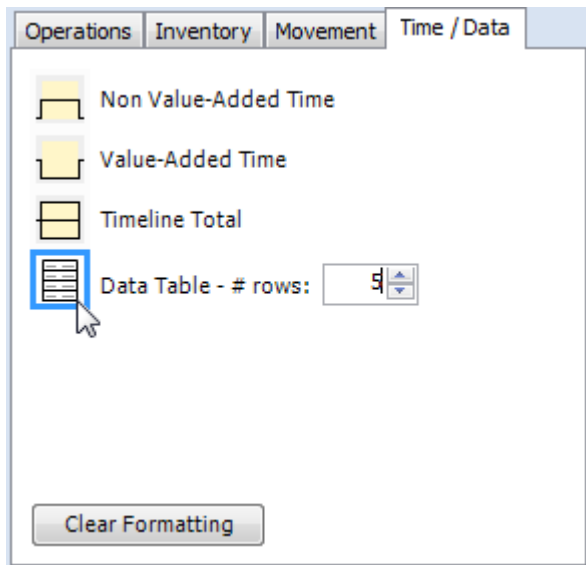 Operations Inventory Movement Time / Data
Non Value-Added Time
Value-Added Time
Timeline Total
Data Table - # rows: 5
Clear Formatting